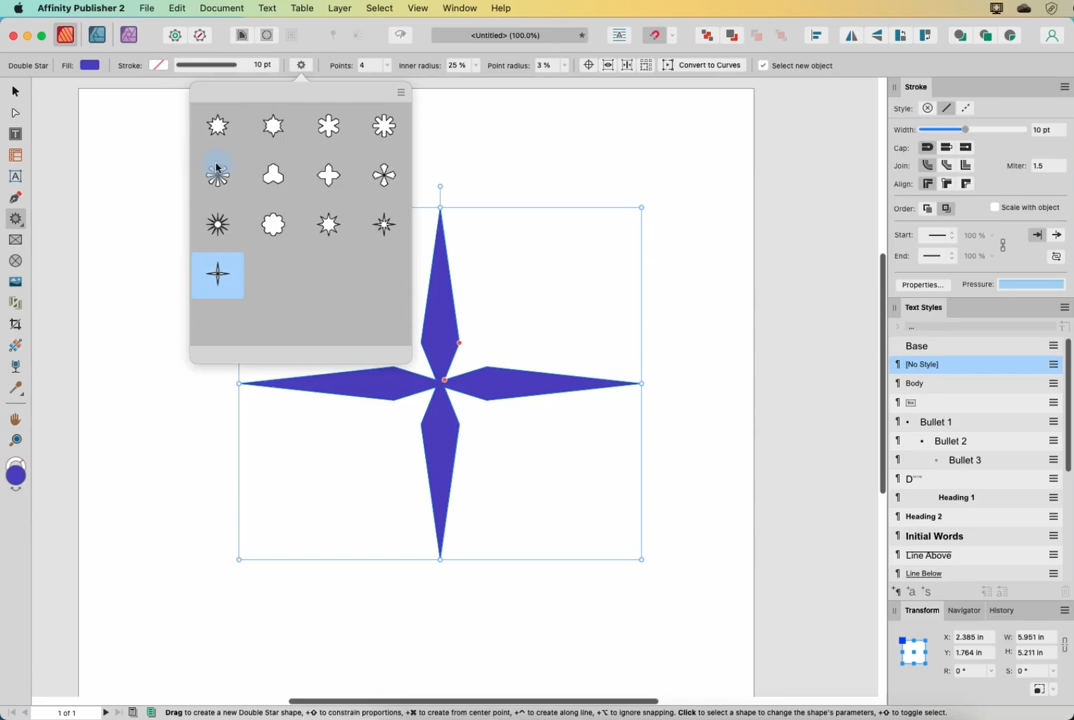 Affinity Publisher 2 File Edit Document Text Table Layer Select View Window Help
<Untitled> (100.0%)
Double Star Fill: Stroke: 10 pt Points: 4 Inner radius: 25 % Point radius: 3 % Convert to Curves Select new object
Stroke
Style:
Width: 10 pt
Cap:
Join: Miter: 1.5
Align:
Order: Scale with object
Start: 100 %
End: 100 %
Properties... Pressure:
Text Styles
Base
[No Style]
Body
• Bullet 1
• Bullet 2
Bullet 3
Heading 1
Heading 2
Initial Words
Line Above
Line Below
Transform Navigator History
X: 2.385 in W: 5.951 in
Y: 1.764 in H: 5.211 in
R: 0 ° S: 0 °
1 of 1 Drag to create a new Double Star shape, +⇧ to constrain proportions, +⌘ to create from center point, +^ to create along line, +⌥ to ignore snapping. Click to select a shape to change the shape's parameters, +⇧ to toggle select.